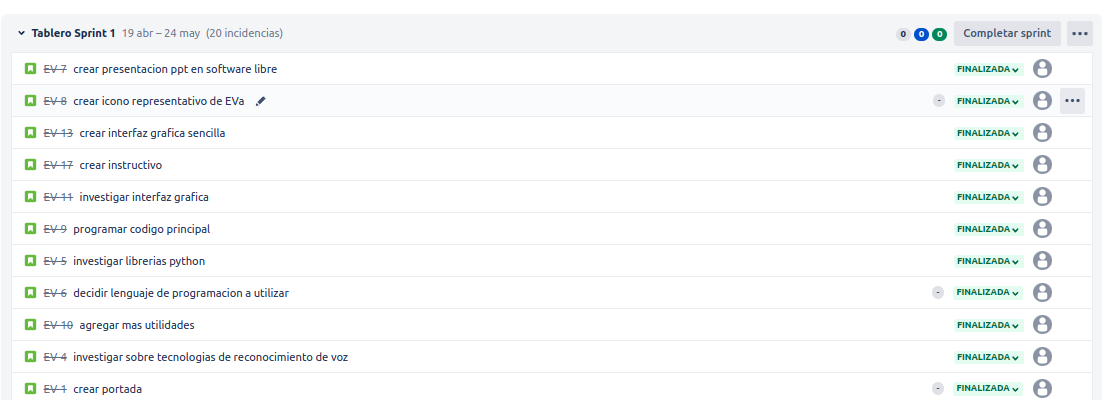 Tablero Sprint 1 19 abr – 24 may (20 incidencias) 0 0 0 Completar sprint •••
EV-7 crear presentacion ppt en software libre FINALIZADA
EV-8 crear icono representativo de EVa - FINALIZADA •••
EV-13 crear interfaz grafica sencilla FINALIZADA
EV-17 crear instructivo FINALIZADA
EV-11 investigar interfaz grafica FINALIZADA
EV-9 programar codigo principal FINALIZADA
EV-5 investigar librerias python FINALIZADA
EV-6 decidir lenguaje de programacion a utilizar - FINALIZADA
EV-10 agregar mas utilidades FINALIZADA
EV-4 investigar sobre tecnologias de reconocimiento de voz FINALIZADA
EV-1 crear portada - FINALIZADA